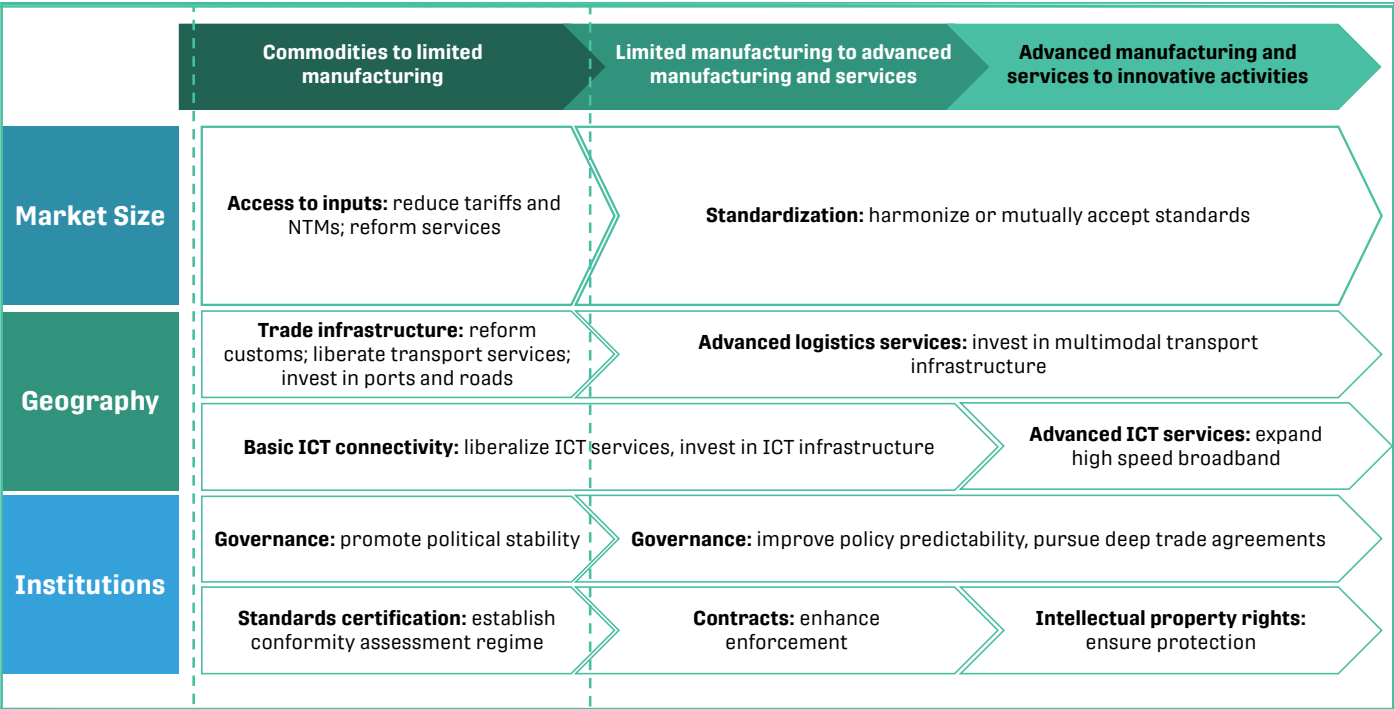 Commodities to limited
manufacturing
Limited manufacturing to advanced
manufacturing and services
Advanced manufacturing and
services to innovative activities
Market Size
Access to inputs: reduce tariffs and
NTMs; reform services
Standardization: harmonize or mutually accept standards
Geography
Trade infrastructure: reform
customs; liberate transport services;
invest in ports and roads
Advanced logistics services: invest in multimodal transport
infrastructure
Basic ICT connectivity: liberalize ICT services, invest in ICT infrastructure
Advanced ICT services: expand
high speed broadband
Institutions
Governance: promote political stability
Governance: improve policy predictability, pursue deep trade agreements
Standards certification: establish
conformity assessment regime
Contracts: enhance
enforcement
Intellectual property rights:
ensure protection